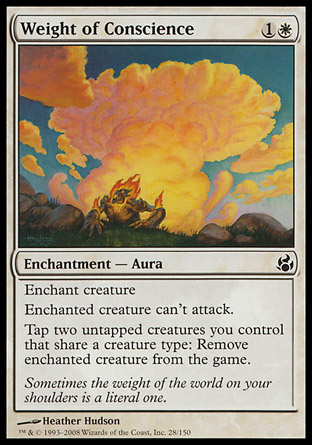 Weight of Conscience 1
Enchantment — Aura
Enchant creature
Enchanted creature can't attack.
Tap two untapped creatures you control
that share a creature type: Remove
enchanted creature from the game.
Sometimes the weight of the world on your
shoulders is a literal one.
Heather Hudson
™ & © 1993–2008 Wizards of the Coast, Inc. 28/150